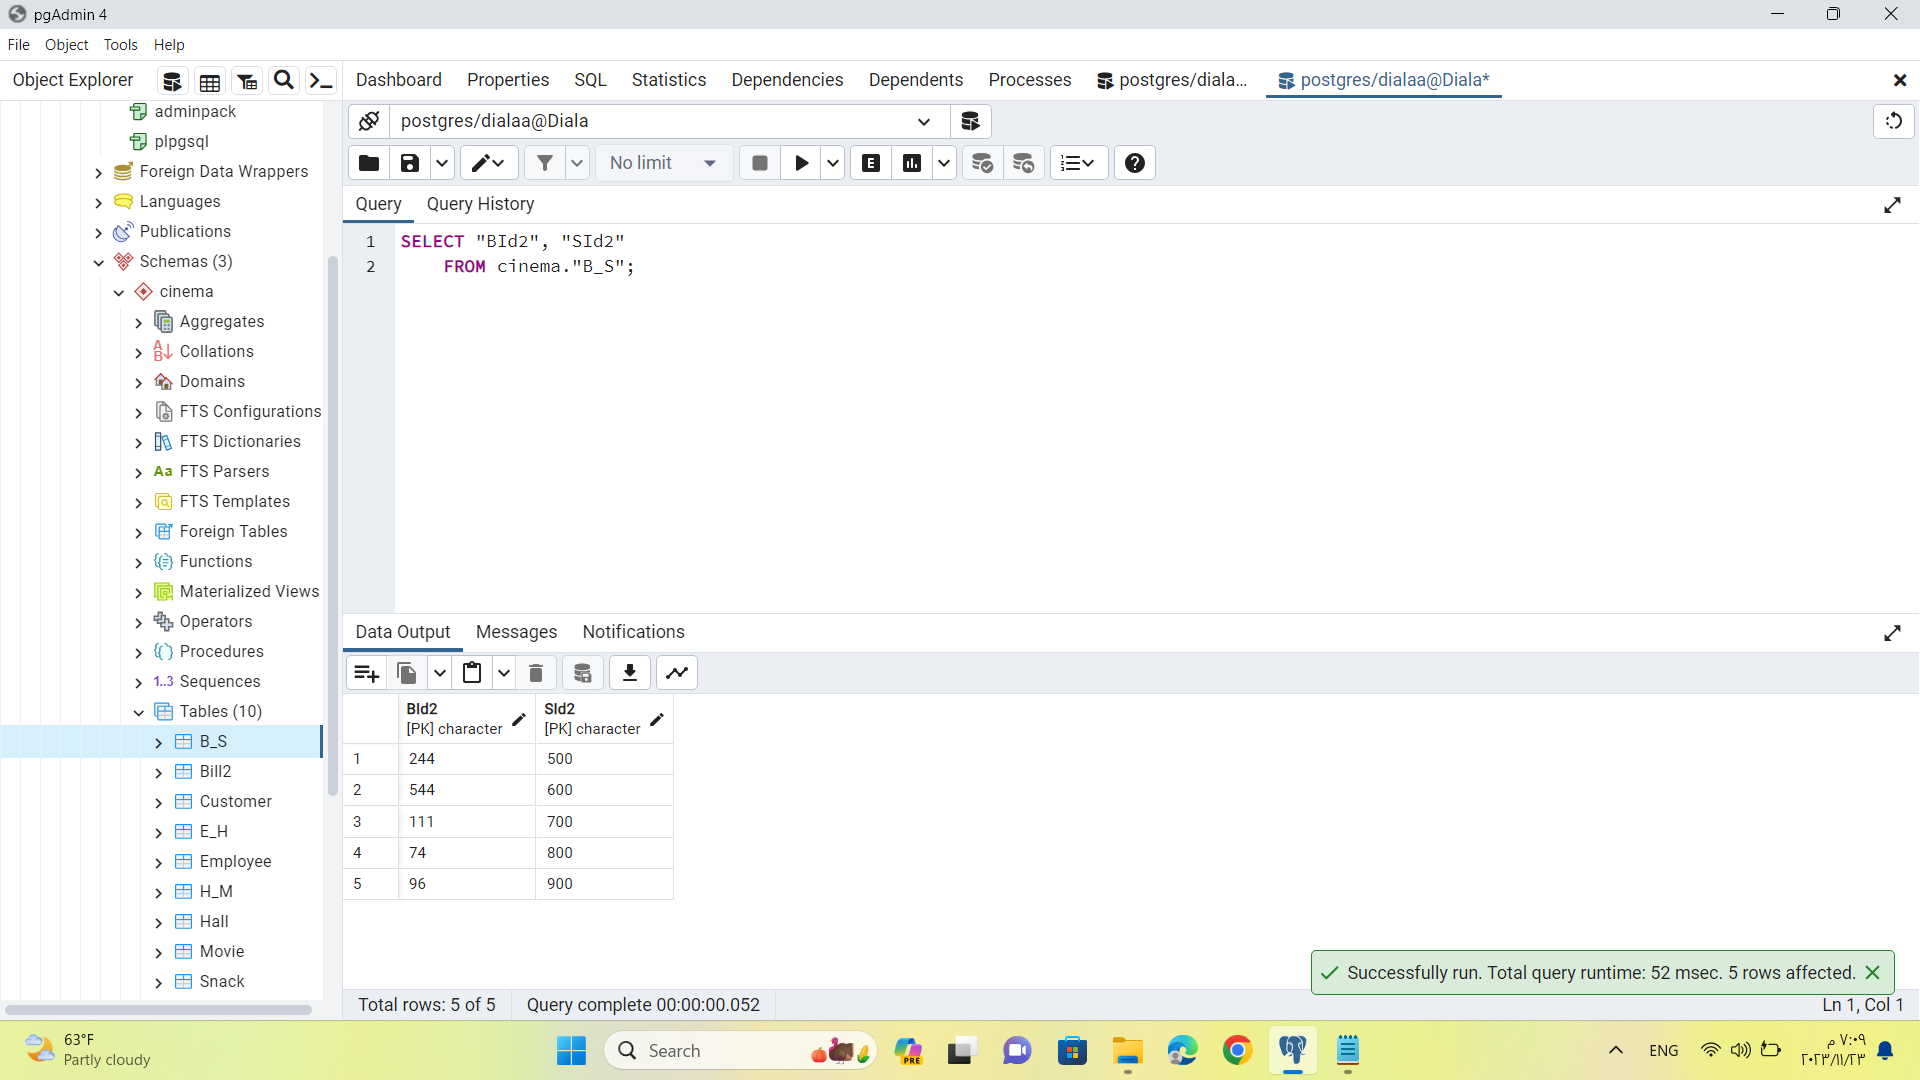 pgAdmin 4
File Object Tools Help
Object Explorer
Dashboard Properties SQL Statistics Dependencies Dependents Processes postgres/diala... postgres/dialaa@Diala*
adminpack
plpgsql
Foreign Data Wrappers
Languages
Publications
Schemas (3)
cinema
Aggregates
Collations
Domains
FTS Configurations
FTS Dictionaries
Aa FTS Parsers
FTS Templates
Foreign Tables
Functions
Materialized Views
Operators
Procedures
1..3 Sequences
Tables (10)
B_S
Bill2
Customer
E_H
Employee
H_M
Hall
Movie
Snack
postgres/dialaa@Diala
No limit
E
Query Query History
1 SELECT "BId2", "SId2"
2 FROM cinema."B_S";
Data Output Messages Notifications
BId2 SId2
[PK] character [PK] character
1 244 500
2 544 600
3 111 700
4 74 800
5 96 900
Successfully run. Total query runtime: 52 msec. 5 rows affected.
Total rows: 5 of 5 Query complete 00:00:00.052 Ln 1, Col 1
63°F
Partly cloudy
Search
PRE
ENG
٧:٠٩ م
٢٠٢٣/١١/٢٣